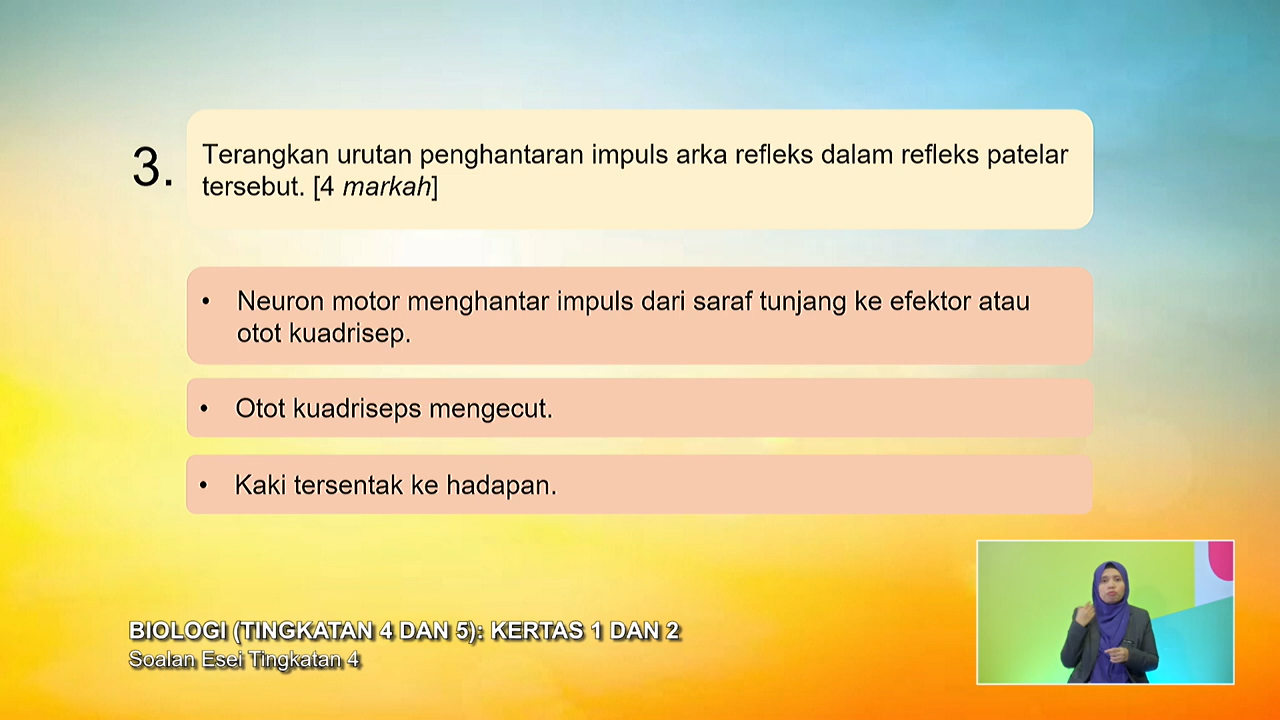 3.
Terangkan urutan penghantaran impuls arka refleks dalam refleks patelar
tersebut. [4 markah]
• Neuron motor menghantar impuls dari saraf tunjang ke efektor atau
otot kuadrisep.
• Otot kuadriseps mengecut.
• Kaki tersentak ke hadapan.
BIOLOGI (TINGKATAN 4 DAN 5): KERTAS 1 DAN 2
Soalan Esei Tingkatan 4